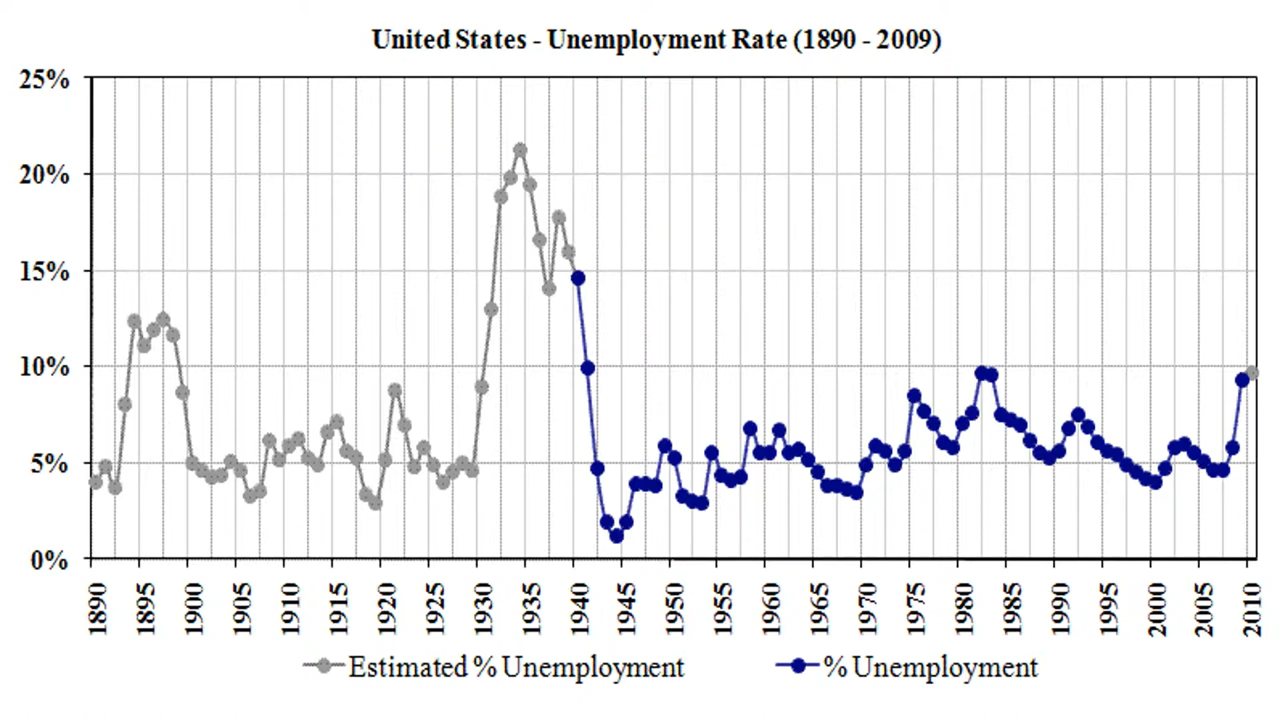 United States - Unemployment Rate (1890 - 2009)
25%
20%
15%
10%
5%
0%
1890 1895 1900 1905 1910 1915 1920 1925 1930 1935 1940 1945 1950 1955 1960 1965 1970 1975 1980 1985 1990 1995 2000 2005 2010
Estimated % Unemployment % Unemployment